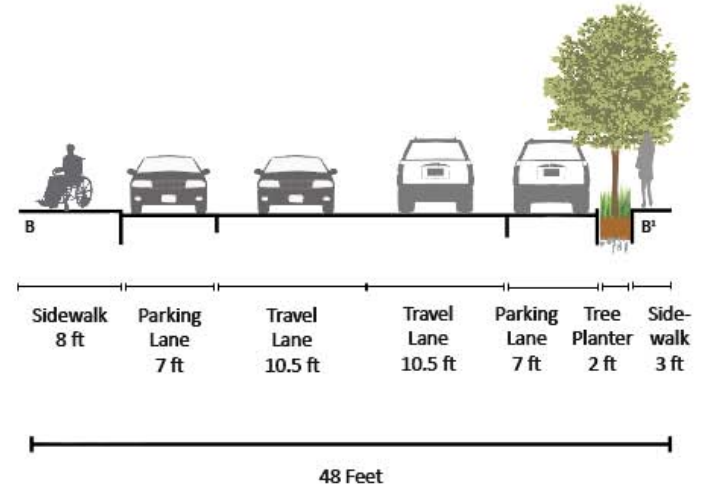 B
B¹
Sidewalk
8 ft
Parking
Lane
7 ft
Travel
Lane
10.5 ft
Travel
Lane
10.5 ft
Parking
Lane
7 ft
Tree
Planter
2 ft
Side-
walk
3 ft
48 Feet